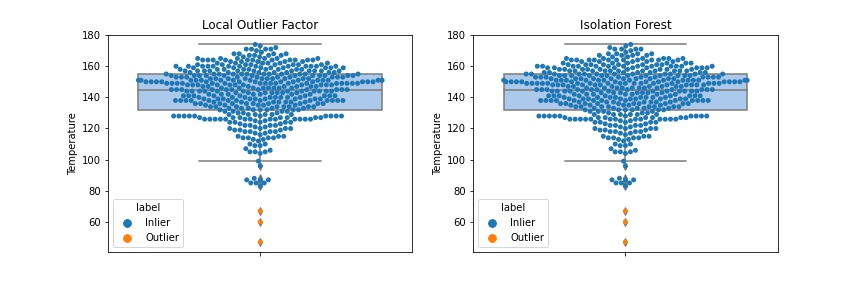 Local Outlier Factor
180
160
140
120
100
80
60
Temperature
label
Inlier
Outlier
Isolation Forest
180
160
140
120
100
80
60
Temperature
label
Inlier
Outlier